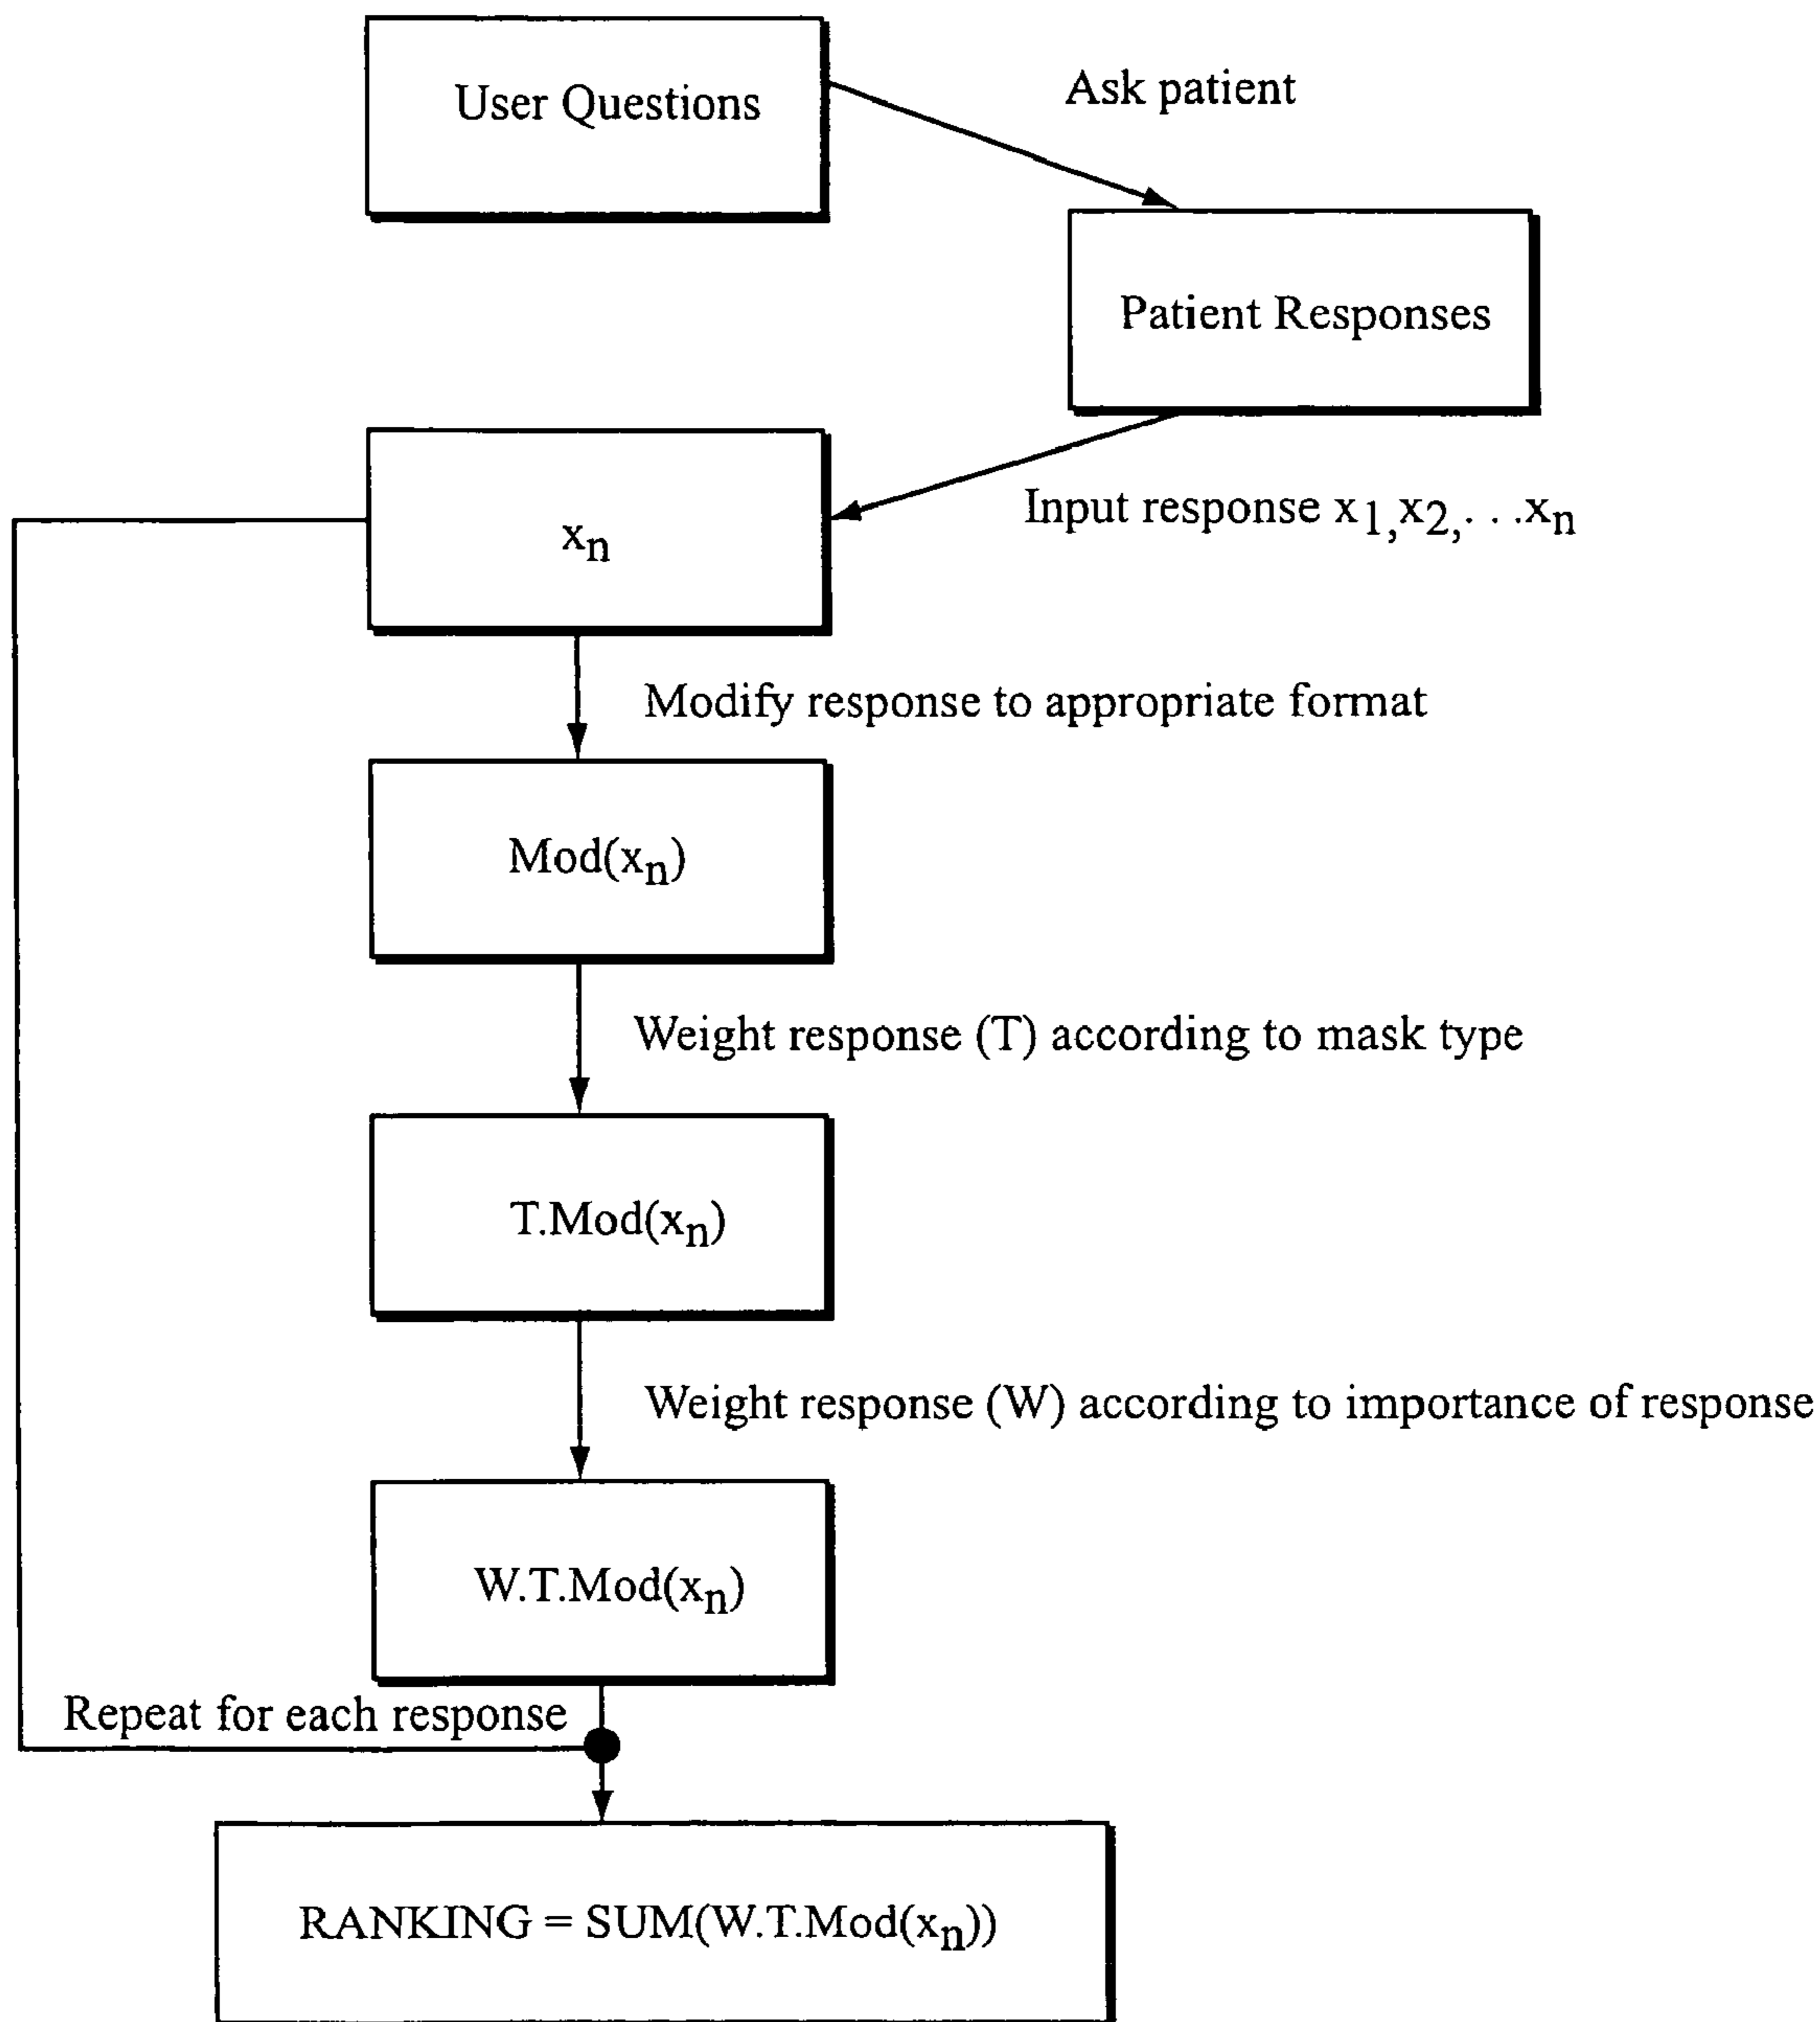 User Questions
Ask patient
Patient Responses
Input response x1,x2,. . .xn
xn
Modify response to appropriate format
Mod(xn)
Weight response (T) according to mask type
T.Mod(xn)
Weight response (W) according to importance of response
W.T.Mod(xn)
Repeat for each response
RANKING = SUM(W.T.Mod(xn))